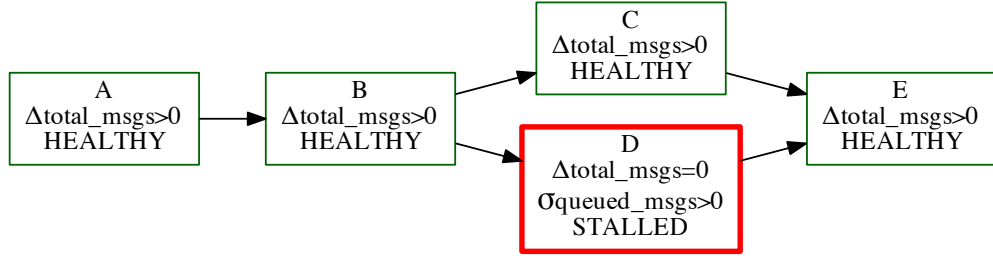 A
Δtotal_msgs>0
HEALTHY
B
Δtotal_msgs>0
HEALTHY
C
Δtotal_msgs>0
HEALTHY
D
Δtotal_msgs=0
σqueued_msgs>0
STALLED
E
Δtotal_msgs>0
HEALTHY